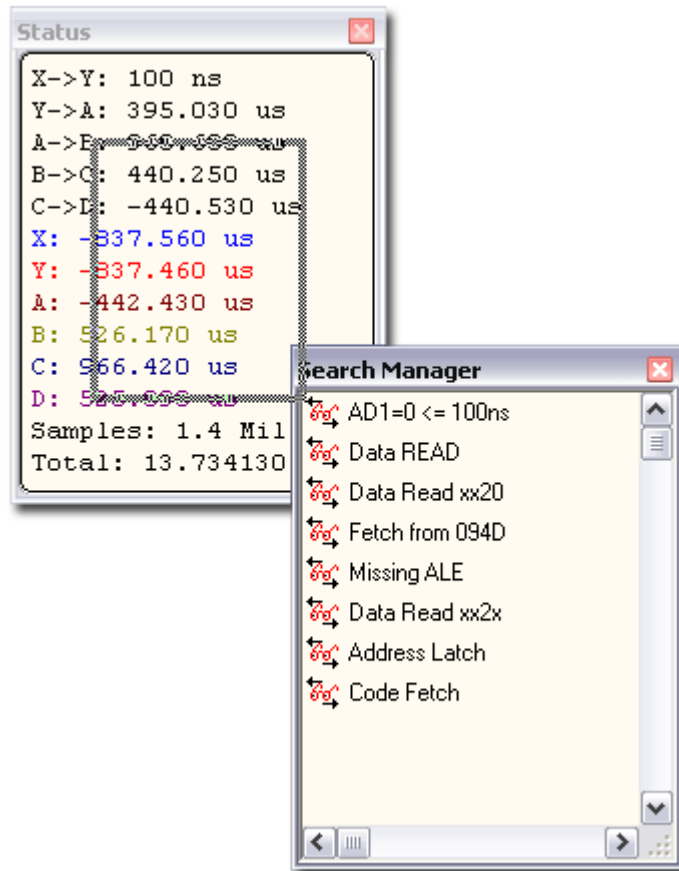 Status
X->Y: 100 ns
Y->A: 395.030 us
A->B:
B->C: 440.250 us
C->D: -440.530 us
X: -837.560 us
Y: -837.460 us
A: -442.430 us
B: 526.170 us
C: 966.420 us
D:
Samples: 1.4 Mil
Total: 13.734130
Search Manager
AD1=0 <= 100ns
Data READ
Data Read xx20
Fetch from 094D
Missing ALE
Data Read xx2x
Address Latch
Code Fetch